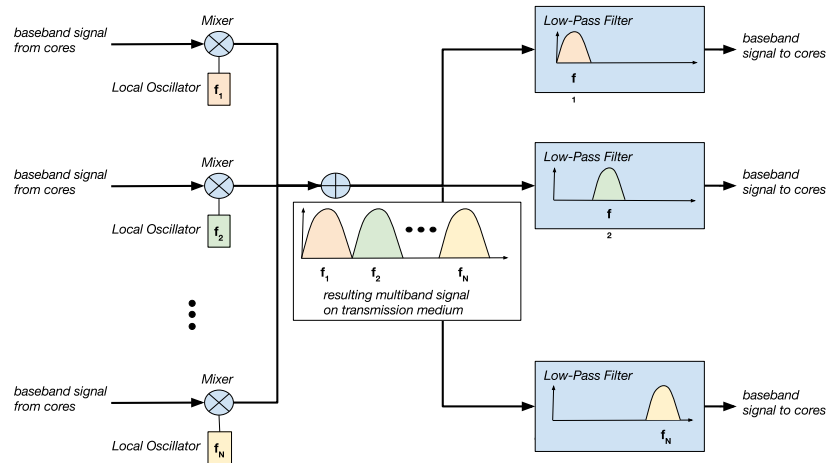 Mixer
baseband signal
from cores
Local Oscillator
f1
Low-Pass Filter
f
1
baseband
signal to cores
Mixer
baseband signal
from cores
Local Oscillator
f2
Low-Pass Filter
f
2
baseband
signal to cores
f1 f2 fN
resulting multiband signal
on transmission medium
Mixer
baseband signal
from cores
Local Oscillator
fN
Low-Pass Filter
fN
baseband
signal to cores